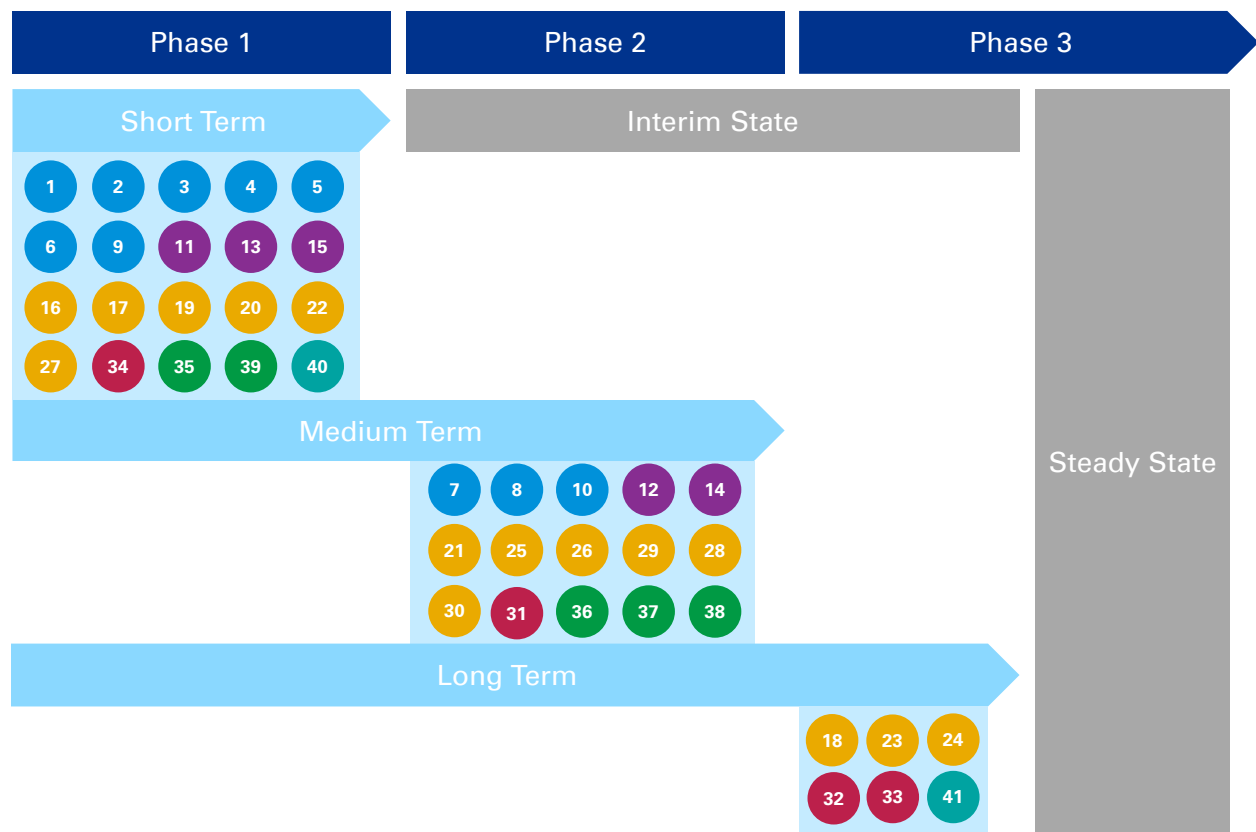 Phase 1 Phase 2 Phase 3
Short Term Interim State
1 2 3 4 5
6 9 11 13 15
16 17 19 20 22
27 34 35 39 40
Medium Term
Steady State
7 8 10 12 14
21 25 26 29 28
30 31 36 37 38
Long Term
18 23 24
32 33 41